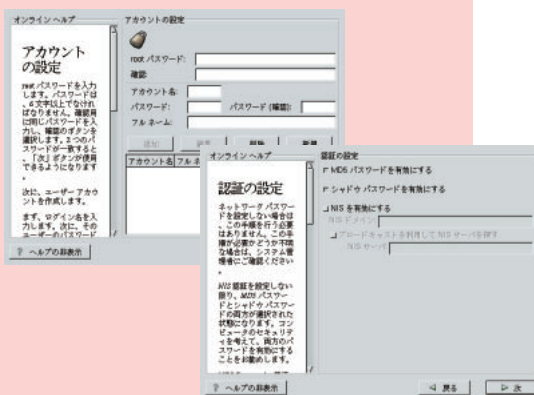 オンライン ヘルプ
アカウント
の設定
root パスワードを入力
します。パスワードは
、6 文字以上でなけれ
ばなりません。確認用
に同じパスワードを入
力し、確認のボタンを
選択します。2 つのパ
スワードが一致すると
、「次」ボタンが使用
できるようになります
。
次に、ユーザー アカウ
ントを作成します。
まず、ログイン名を入
力します。次に、その
ユーザーのパスワード
? ヘルプの非表示
アカウントの設定
root パスワード:
確認:
アカウント名:
パスワード:
パスワード (確認):
フル ネーム:
追加
アカウント名
フル ネ
オンライン ヘルプ
認証の設定
ネットワーク パスワー
ドを設定しない場合は
、この手順を行う必要
はありません。この手
順が必要かどうか不明
な場合は、システム管
理者にご確認ください
。
NIS 認証を設定しない
限り、MD5 パスワー
ドとシャドウ パスワー
ドの両方が選択された
状態になります。コン
ピュータのセキュリテ
ィを考えて、両方のパ
スワードを有効にする
ことをお勧めします。
? ヘルプの非表示
認証の設定
MD5 パスワードを有効にする
シャドウ パスワードを有効にする
NIS を有効にする
NIS ドメイン:
ブロードキャストを利用して NIS サーバを探す
NIS サーバ:
戻る
次